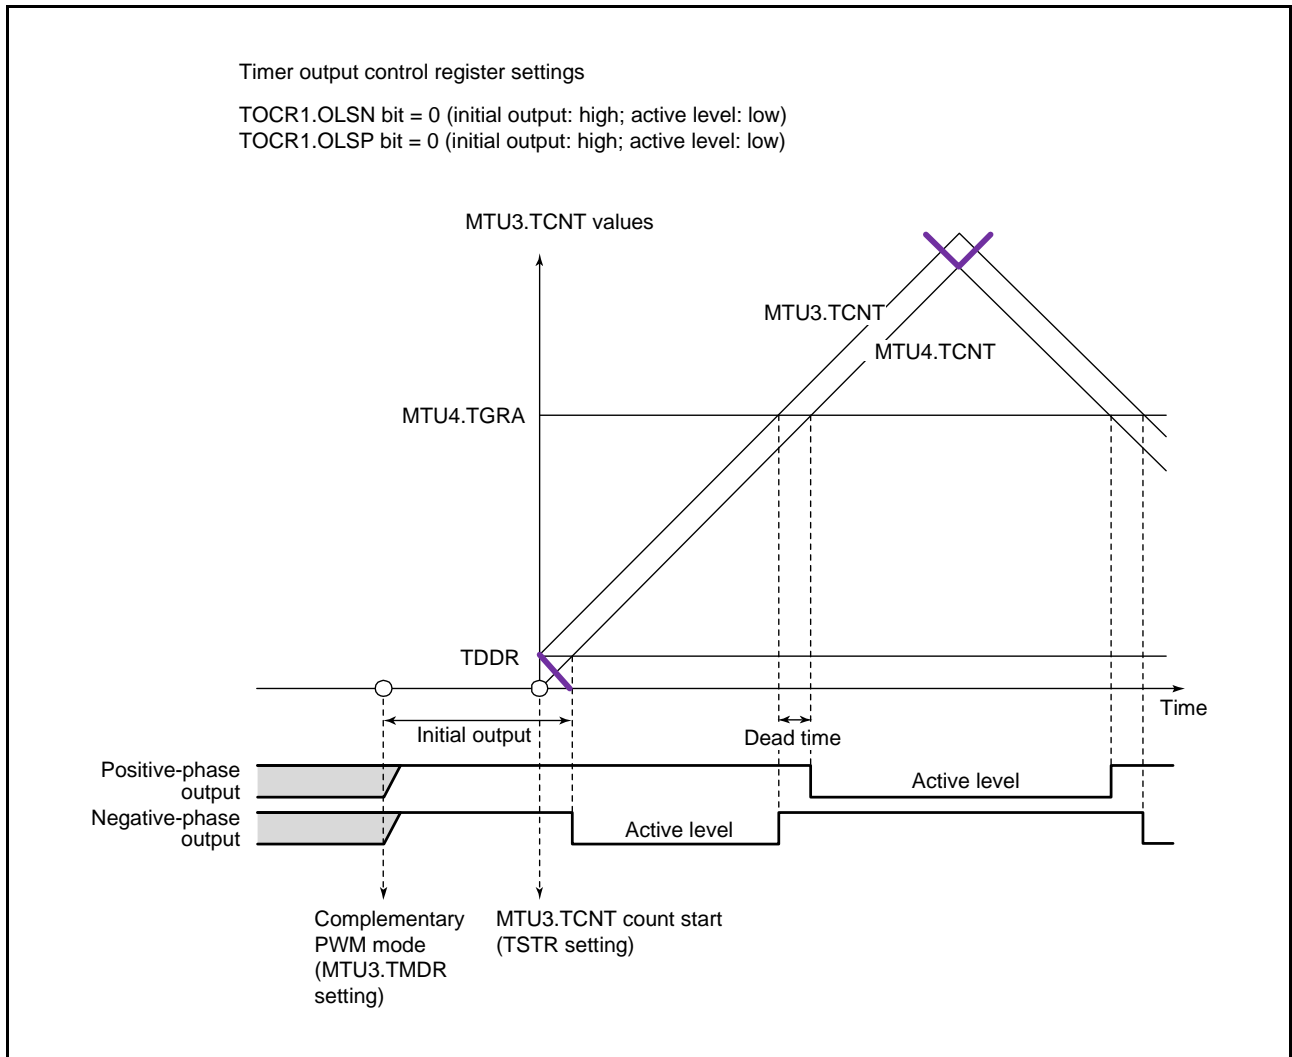 Timer output control register settings
TOCR1.OLSN bit = 0 (initial output: high; active level: low)
TOCR1.OLSP bit = 0 (initial output: high; active level: low)
MTU3.TCNT values
MTU3.TCNT
MTU4.TCNT
MTU4.TGRA
TDDR
Time
Initial output
Dead time
Positive-phase
output
Active level
Negative-phase
output
Active level
Complementary
PWM mode
(MTU3.TMDR
setting)
MTU3.TCNT count start
(TSTR setting)